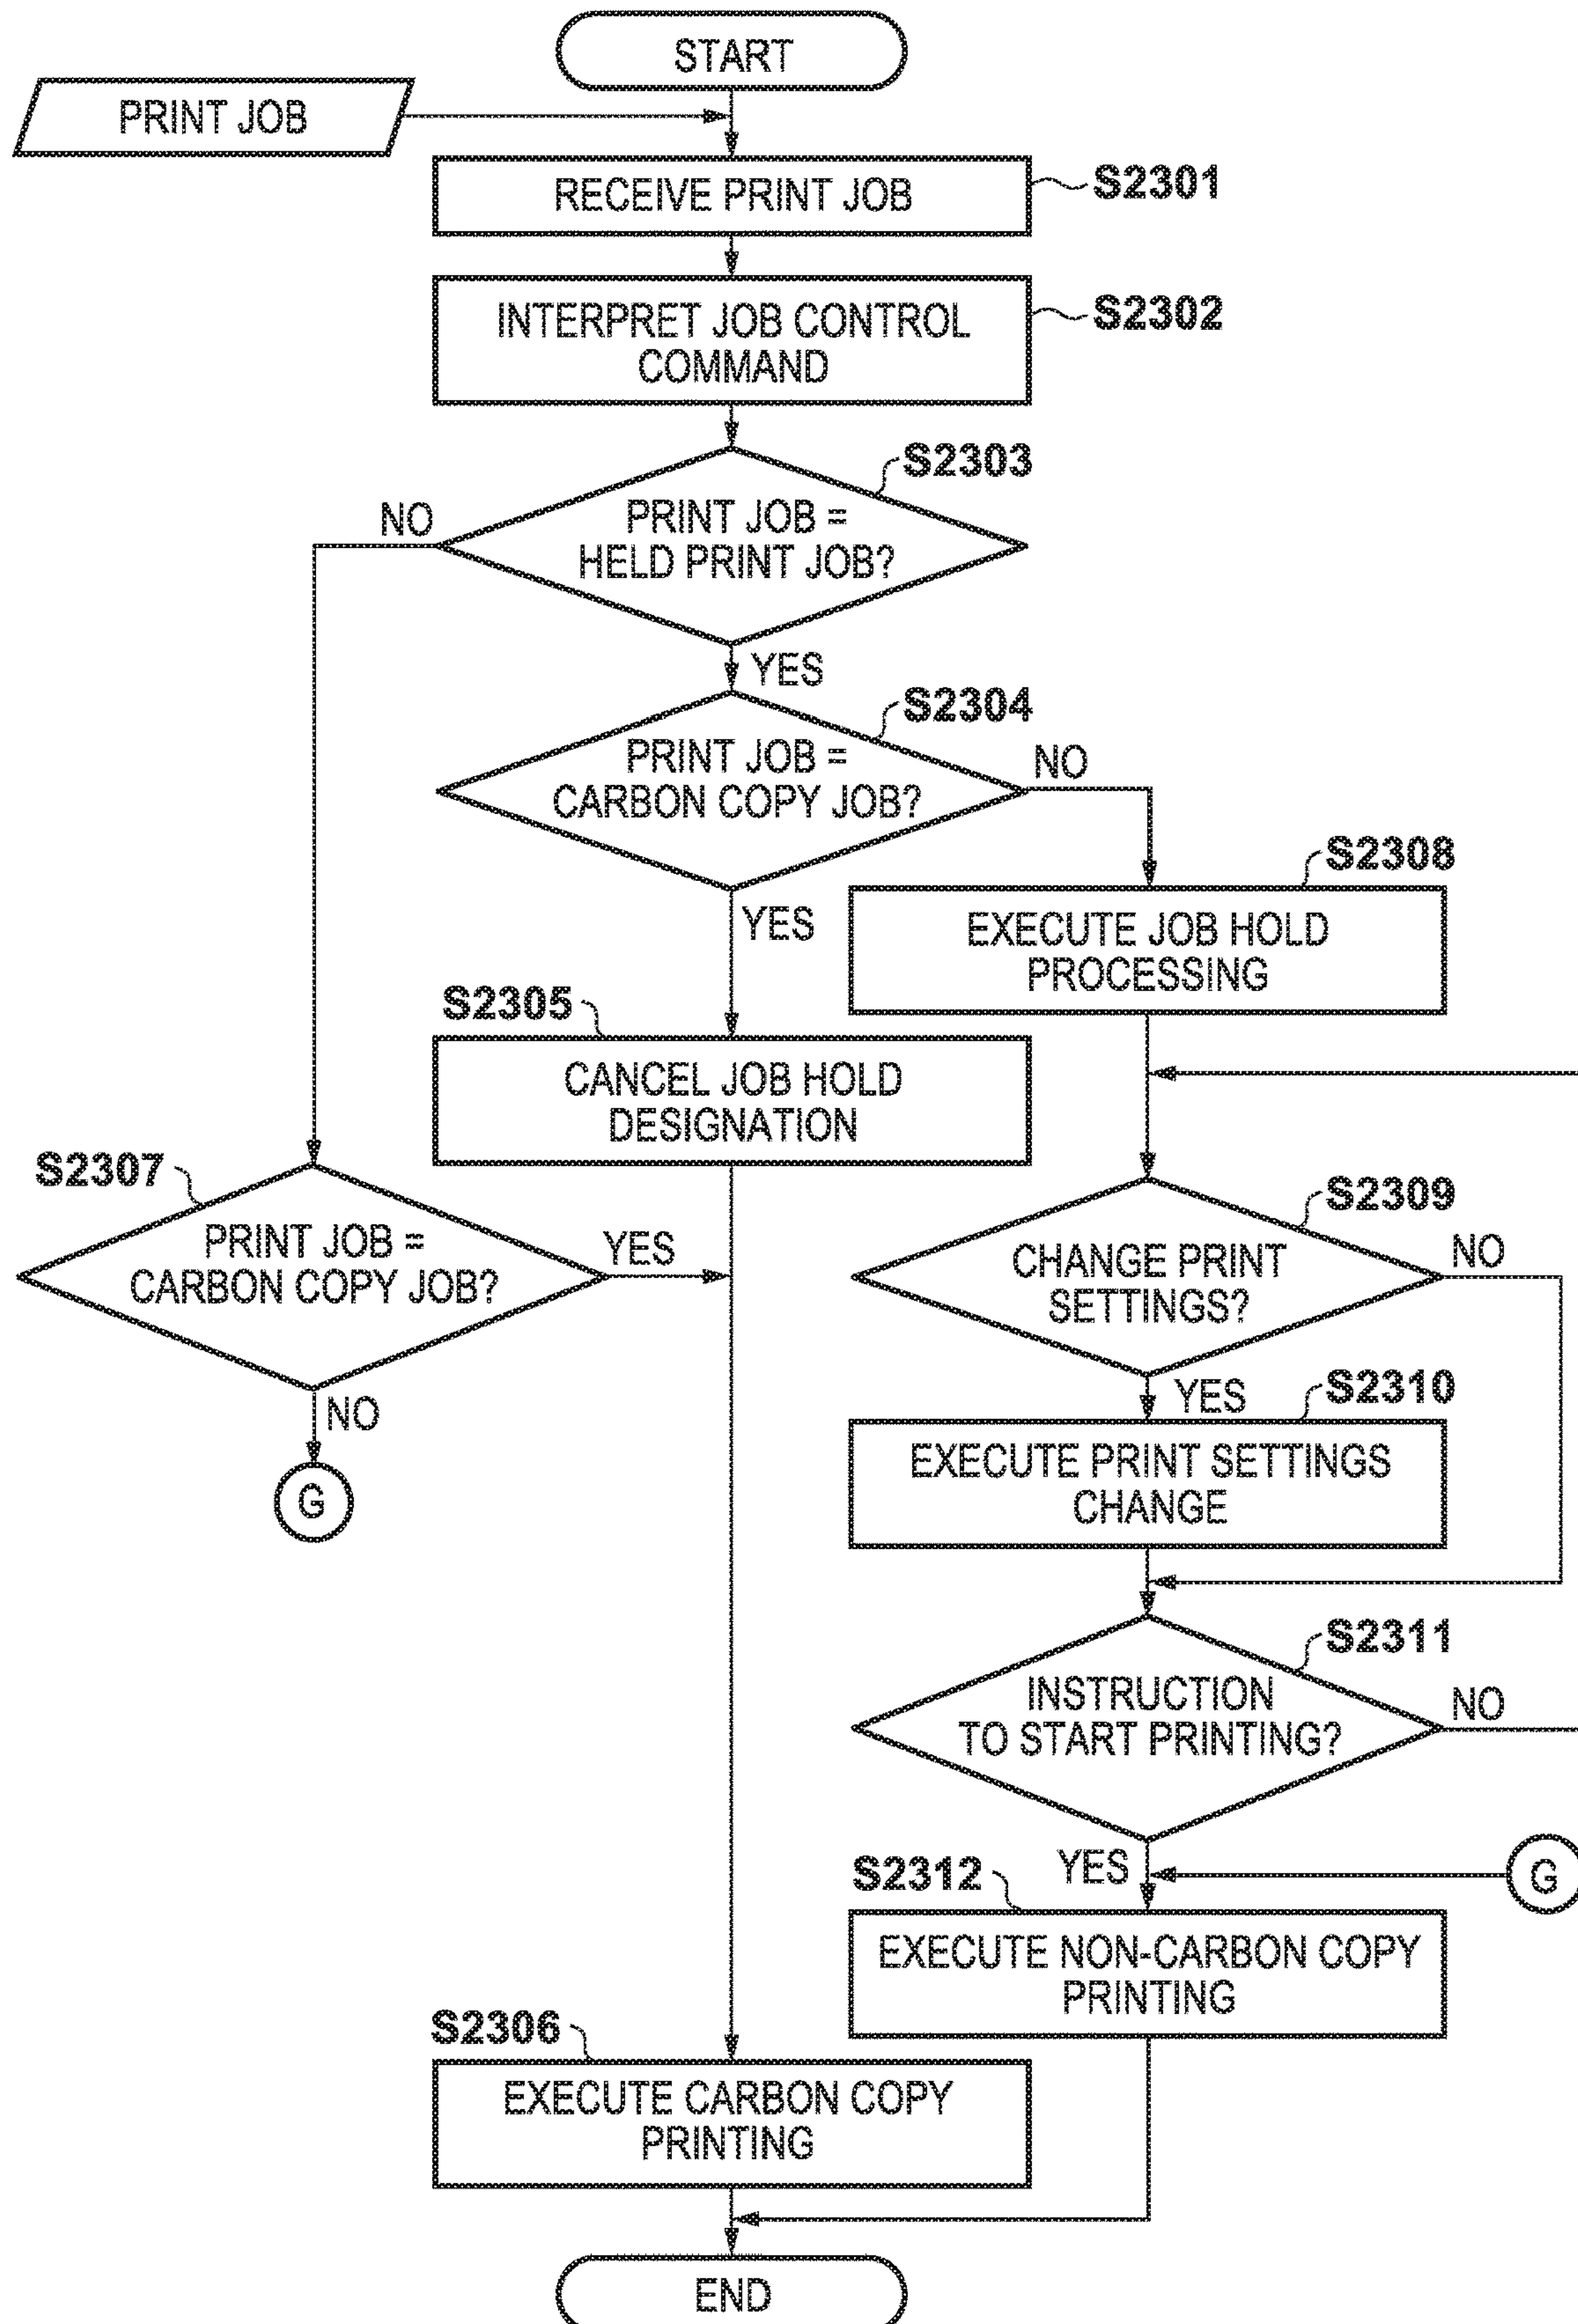 START
PRINT JOB
RECEIVE PRINT JOB
S2301
INTERPRET JOB CONTROL
COMMAND
S2302
S2303
NO
PRINT JOB =
HELD PRINT JOB?
YES
S2304
PRINT JOB =
CARBON COPY JOB?
NO
YES
S2308
EXECUTE JOB HOLD
PROCESSING
S2305
CANCEL JOB HOLD
DESIGNATION
S2307
PRINT JOB =
CARBON COPY JOB?
YES
NO
G
S2309
CHANGE PRINT
SETTINGS?
NO
YES
S2310
EXECUTE PRINT SETTINGS
CHANGE
S2311
INSTRUCTION
TO START PRINTING?
NO
YES
G
S2312
EXECUTE NON-CARBON COPY
PRINTING
S2306
EXECUTE CARBON COPY
PRINTING
END